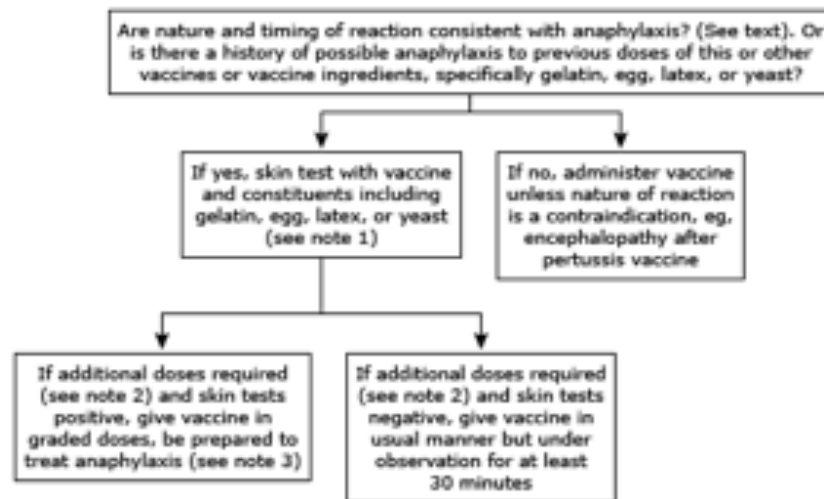 Are nature and timing of reaction consistent with anaphylaxis? (See text). Or
is there a history of possible anaphylaxis to previous doses of this or other
vaccines or vaccine ingredients, specifically gelatin, egg, latex, or yeast?
If yes, skin test with vaccine
and constituents including
gelatin, egg, latex, or yeast
(see note 1)
If no, administer vaccine
unless nature of reaction
is a contraindication, eg,
encephalopathy after
pertussis vaccine
If additional doses required
(see note 2) and skin tests
positive, give vaccine in
graded doses, be prepared to
treat anaphylaxis (see note 3)
If additional doses required
(see note 2) and skin tests
negative, give vaccine in
usual manner but under
observation for at least
30 minutes